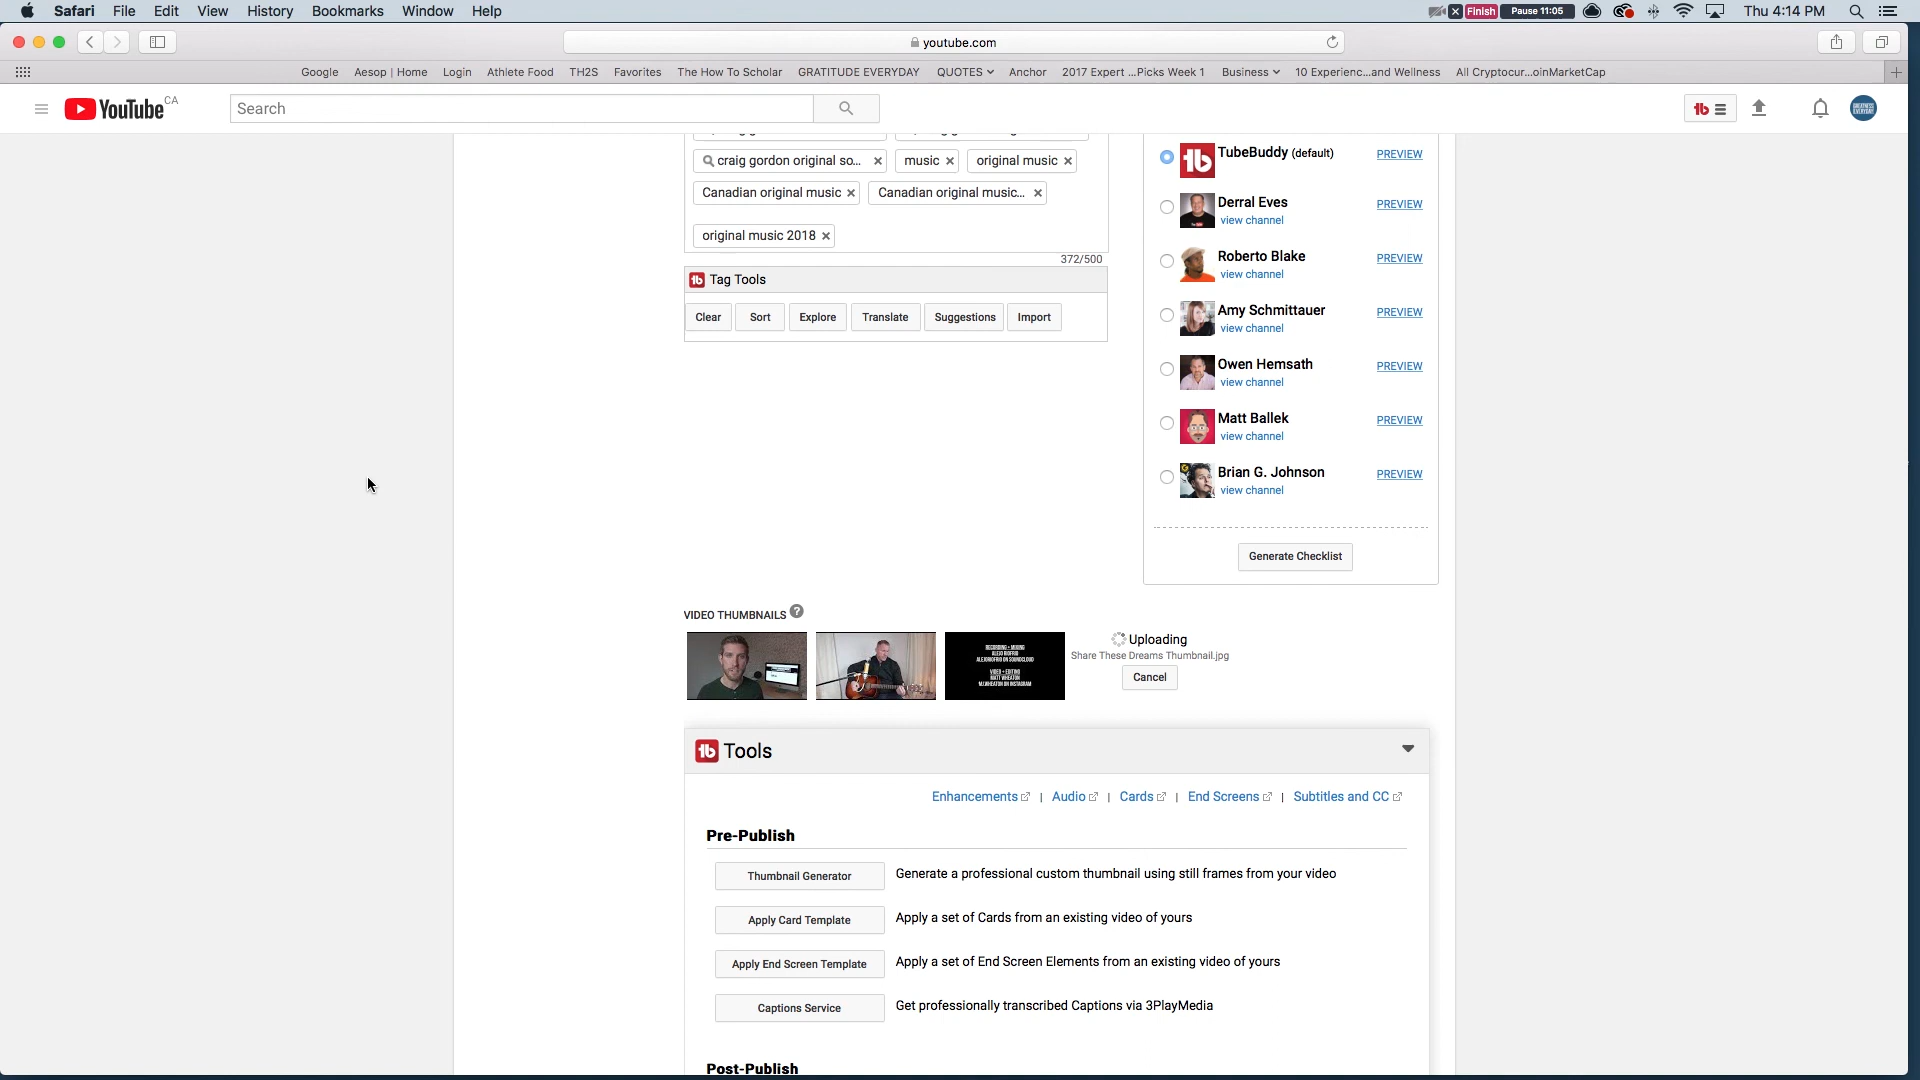 Safari File Edit View History Bookmarks Window Help Finish Pause 11:05 Thu 4:14 PM
youtube.com
Google Aesop | Home Login Athlete Food TH2S Favorites The How To Scholar GRATITUDE EVERYDAY QUOTES Anchor 2017 Expert ...Picks Week 1 Business 10 Experienc...and Wellness All Cryptocur...oinMarketCap
YouTube CA Search
craig gordon original so... music original music
Canadian original music Canadian original music...
original music 2018
372/500
Tag Tools
Clear Sort Explore Translate Suggestions Import
TubeBuddy (default) PREVIEW
Derral Eves PREVIEW
view channel
Roberto Blake PREVIEW
view channel
Amy Schmittauer PREVIEW
view channel
Owen Hemsath PREVIEW
view channel
Matt Ballek PREVIEW
view channel
Brian G. Johnson PREVIEW
view channel
Generate Checklist
VIDEO THUMBNAILS ?
RECORDING + MIXING
VIDEO + EDITING
MATT WHEATON
Uploading
Share These Dreams Thumbnail.jpg
Cancel
Tools
Enhancements | Audio | Cards | End Screens | Subtitles and CC
Pre-Publish
Thumbnail Generator Generate a professional custom thumbnail using still frames from your video
Apply Card Template Apply a set of Cards from an existing video of yours
Apply End Screen Template Apply a set of End Screen Elements from an existing video of yours
Captions Service Get professionally transcribed Captions via 3PlayMedia
Post-Publish